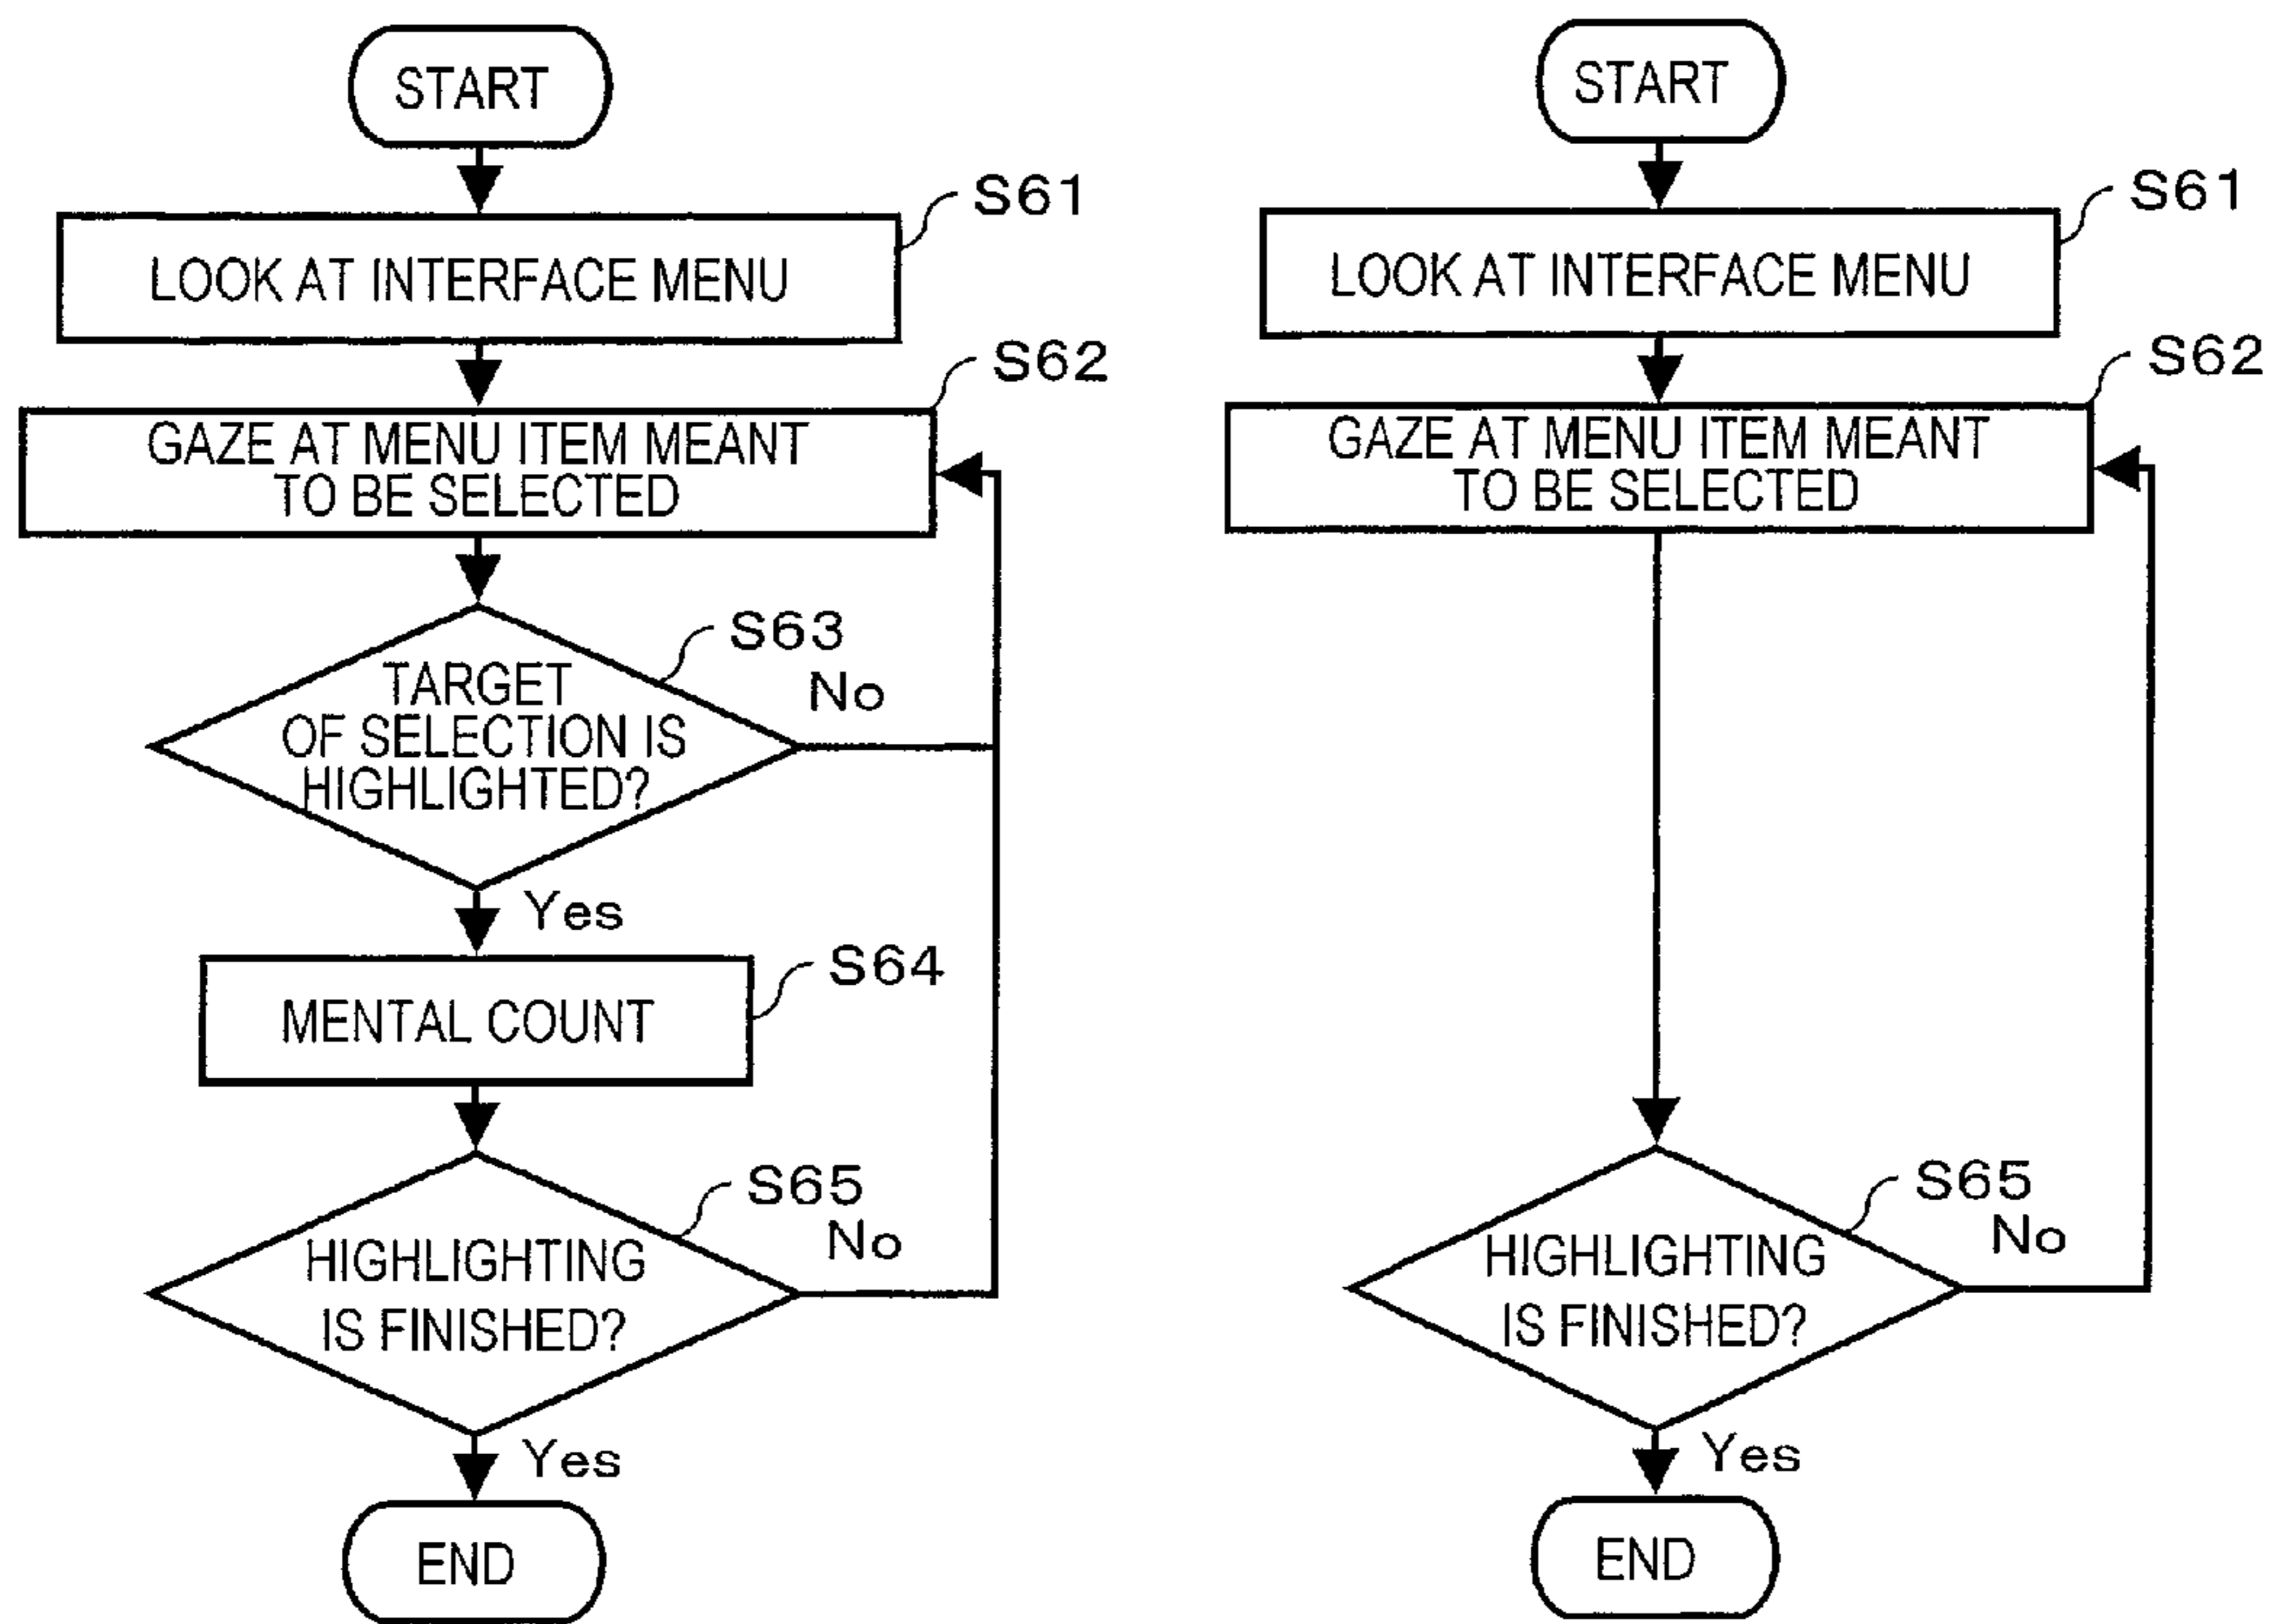 START
S61
LOOK AT INTERFACE MENU
S62
GAZE AT MENU ITEM MEANT
TO BE SELECTED
S63
No
TARGET
OF SELECTION IS
HIGHLIGHTED?
Yes
S64
MENTAL COUNT
S65
No
HIGHLIGHTING
IS FINISHED?
Yes
END
START
S61
LOOK AT INTERFACE MENU
S62
GAZE AT MENU ITEM MEANT
TO BE SELECTED
S65
No
HIGHLIGHTING
IS FINISHED?
Yes
END